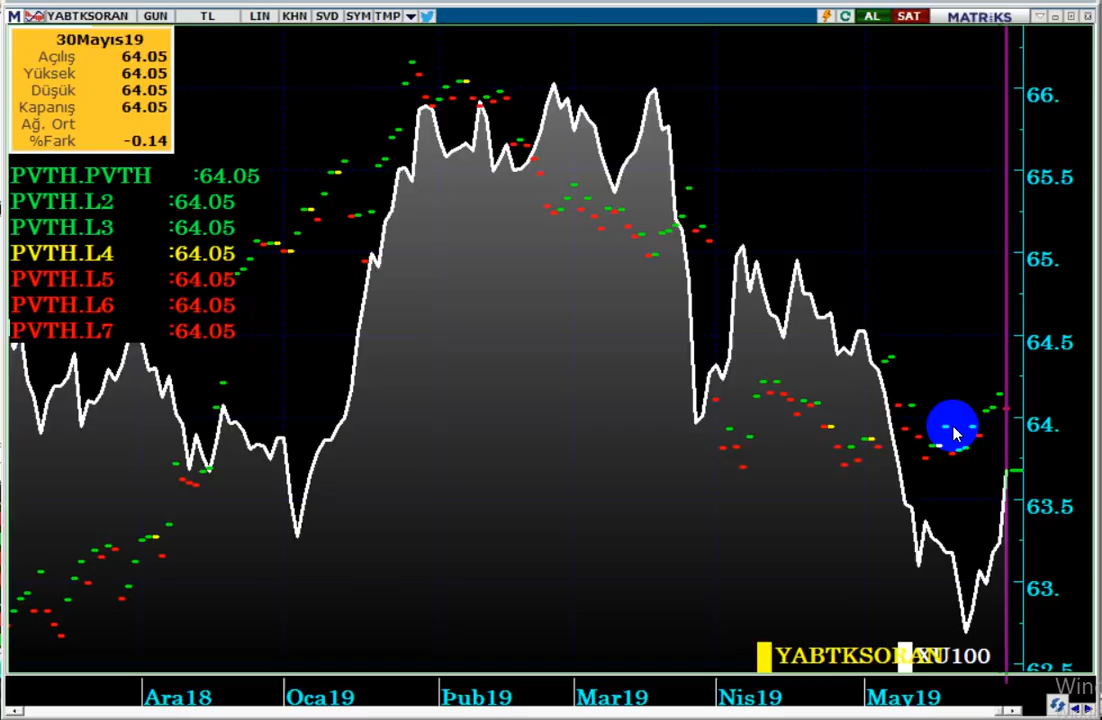 M YABTKSORAN GUN TL LIN KHN SVD SYM TMP C AL SAT MATRiKS
30Mayıs19
Açılış 64.05
Yüksek 64.05
Düşük 64.05
Kapanış 64.05
Ağ. Ort
%Fark -0.14
PVTH.PVTH :64.05
PVTH.L2 :64.05
PVTH.L3 :64.05
PVTH.L4 :64.05
PVTH.L5 :64.05
PVTH.L6 :64.05
PVTH.L7 :64.05
66.
65.5
65.
64.5
64.
63.5
63.
62.5
YABTKSORAN XU100
Ara18 Oca19 Þub19 Mar19 Nis19 May19